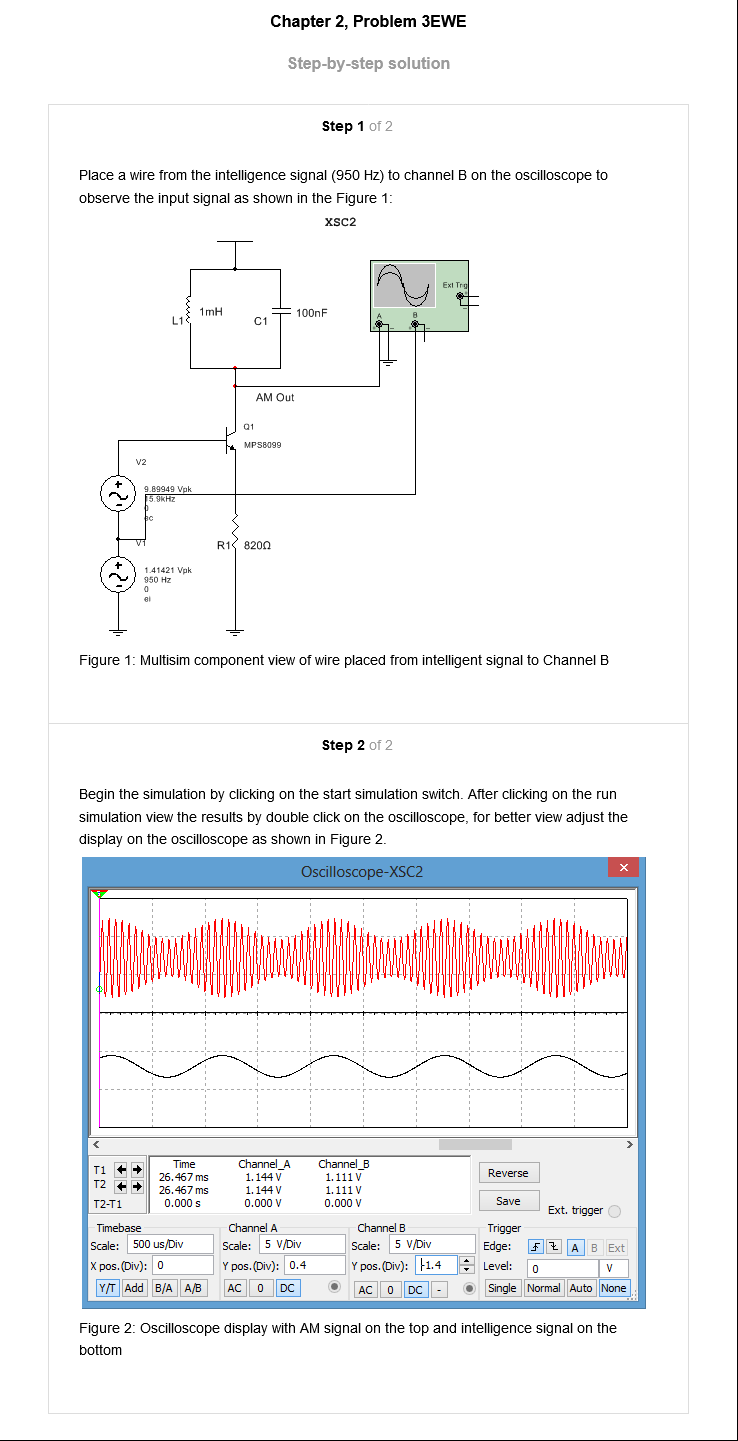 Chapter 2, Problem 3EWE
Step-by-step solution
Step 1 of 2
Place a wire from the intelligence signal (950 Hz) to channel B on the oscilloscope to
observe the input signal as shown in the Figure 1:
XSC2
Ext Trig
A
B
L1
1mH
C1
100nF
AM Out
Q1
MPS8099
V2
9.89949 Vpk
15.9kHz
0
ec
V1
R1
820Ω
1.41421 Vpk
950 Hz
0
ei
Figure 1: Multisim component view of wire placed from intelligent signal to Channel B
Step 2 of 2
Begin the simulation by clicking on the start simulation switch. After clicking on the run
simulation view the results by double click on the oscilloscope, for better view adjust the
display on the oscilloscope as shown in Figure 2.
Oscilloscope-XSC2
Time Channel_A Channel_B
T1 26.467 ms 1.144 V 1.111 V
T2 26.467 ms 1.144 V 1.111 V
T2-T1 0.000 s 0.000 V 0.000 V
Reverse
Save
Ext. trigger
Timebase Channel A Channel B Trigger
Scale: 500 us/Div Scale: 5 V/Div Scale: 5 V/Div Edge: A B Ext
X pos.(Div): 0 Y pos.(Div): 0.4 Y pos.(Div): -1.4 Level: 0 V
Y/T Add B/A A/B AC 0 DC AC 0 DC - Single Normal Auto None
Figure 2: Oscilloscope display with AM signal on the top and intelligence signal on the
bottom